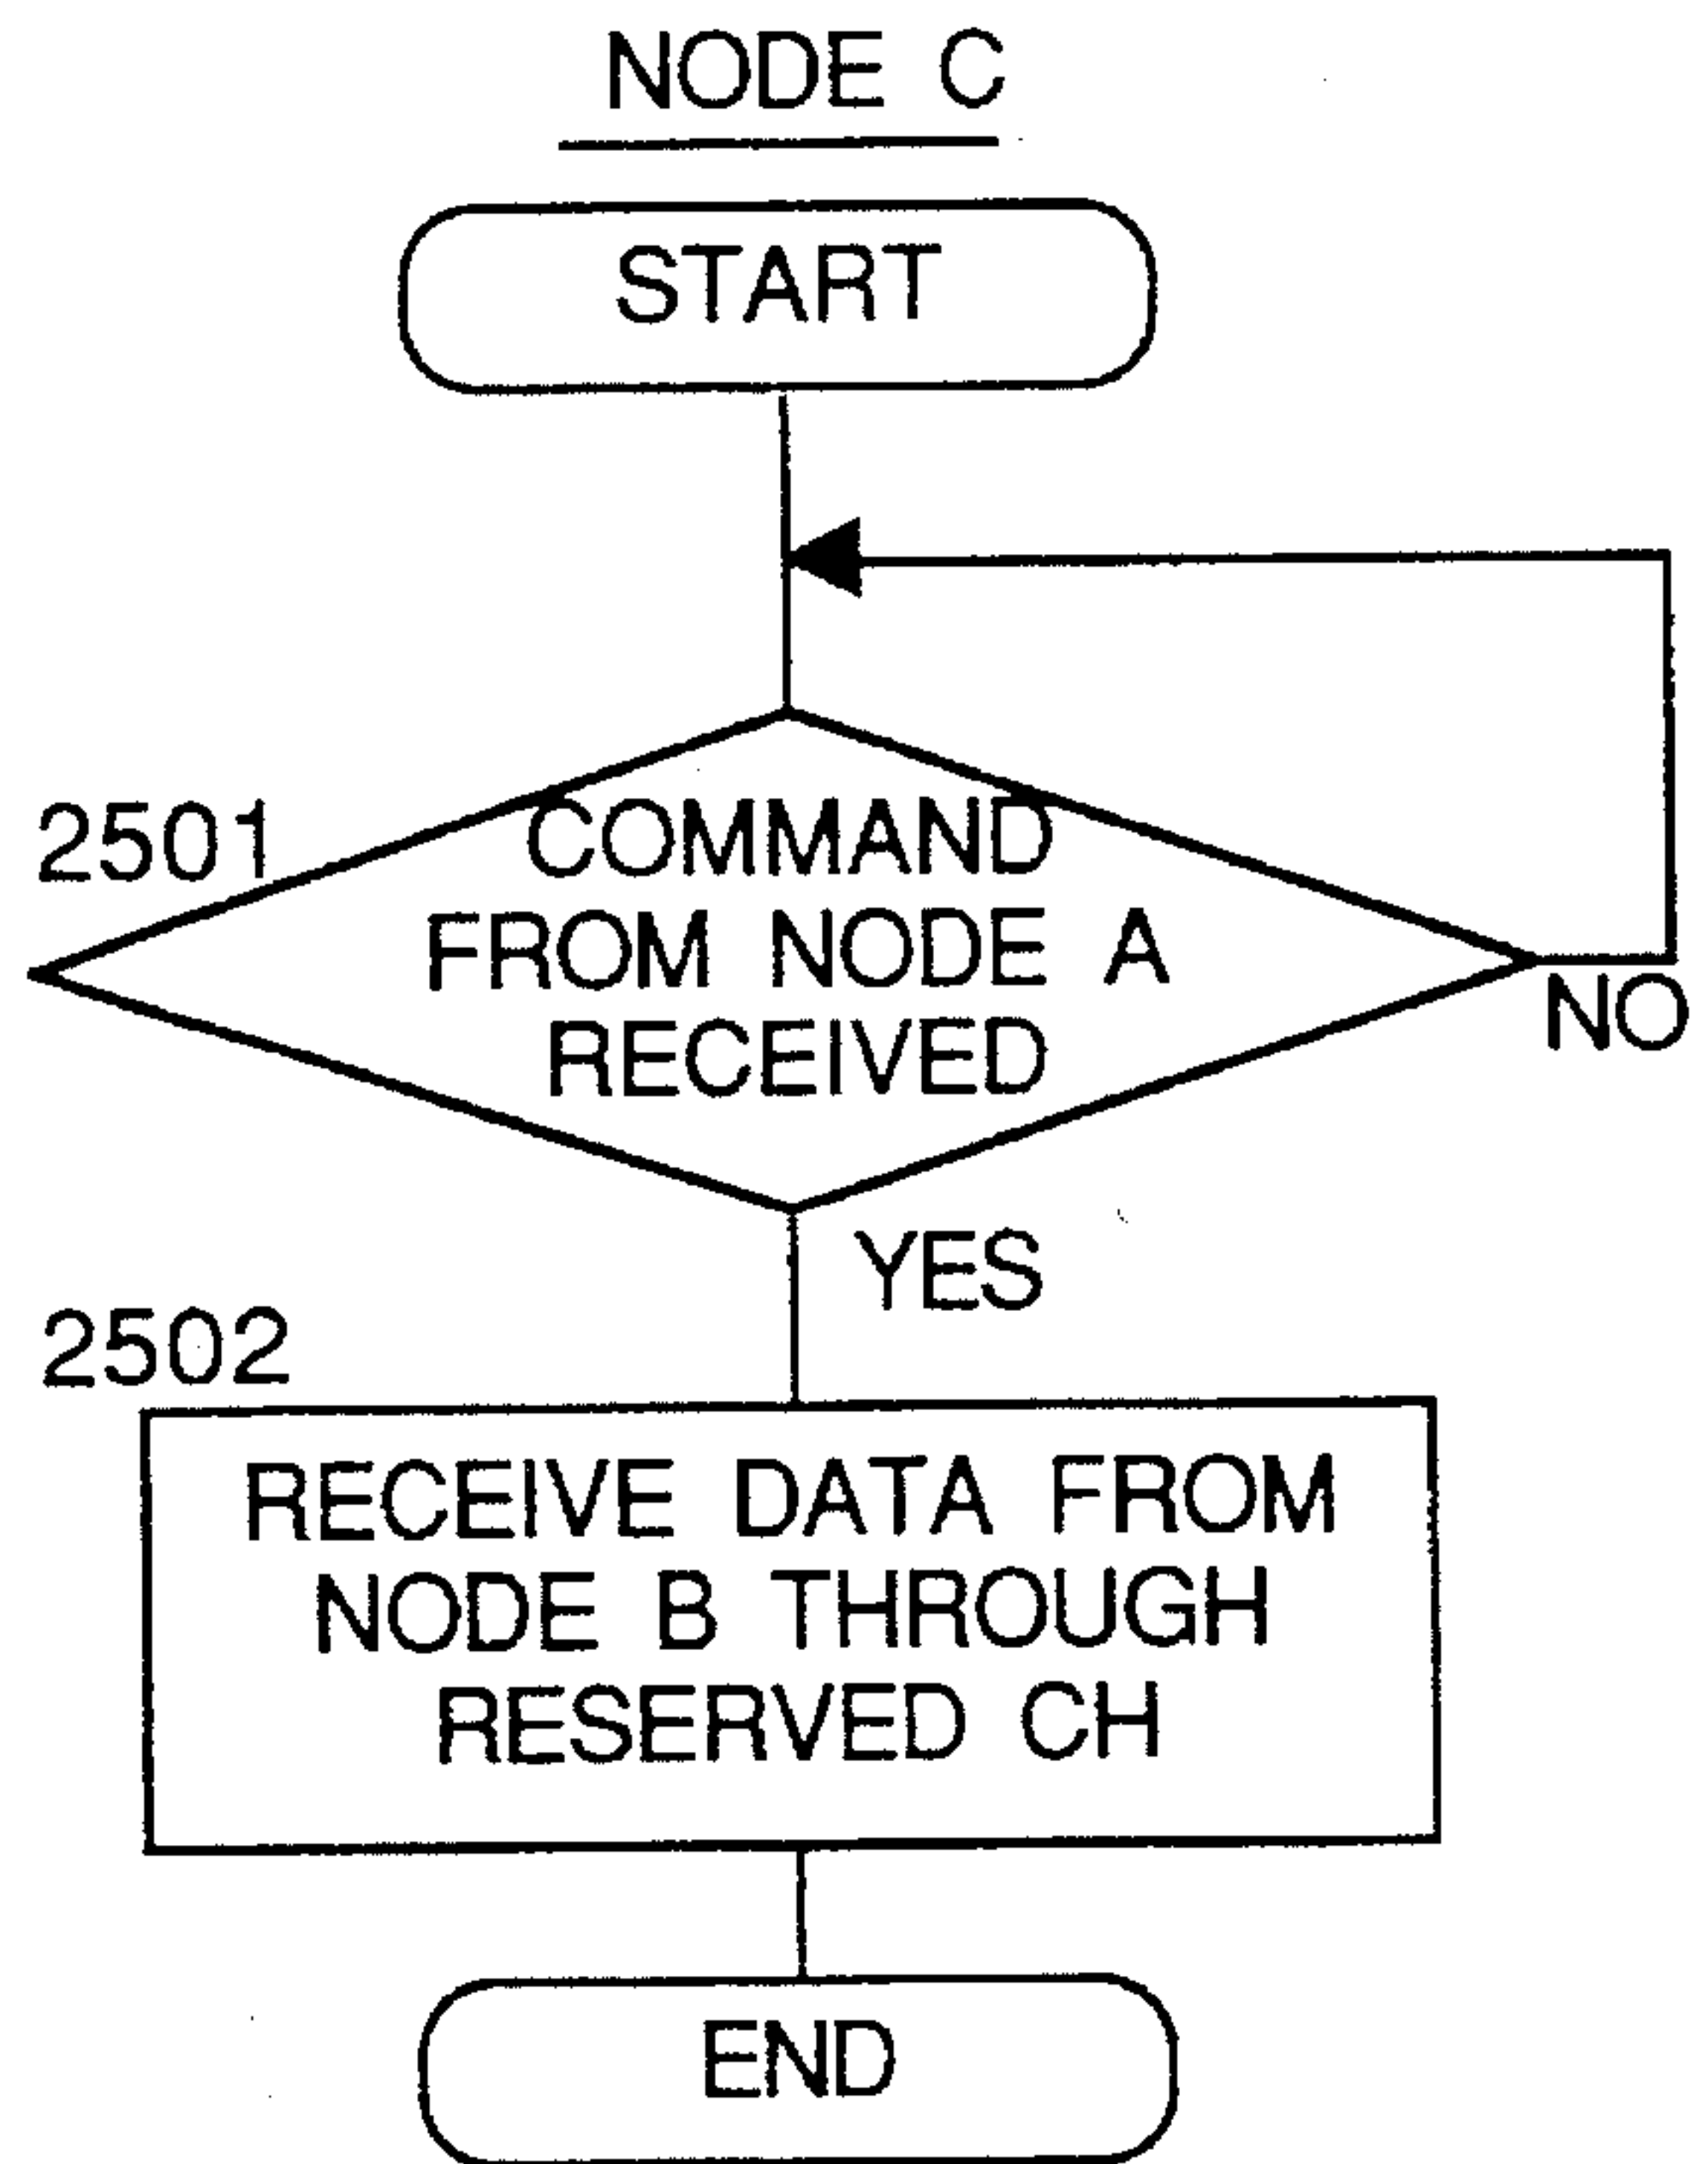 NODE C
START
2501
COMMAND
FROM NODE A
RECEIVED
NO
YES
2502
RECEIVE DATA FROM
NODE B THROUGH
RESERVED CH
END